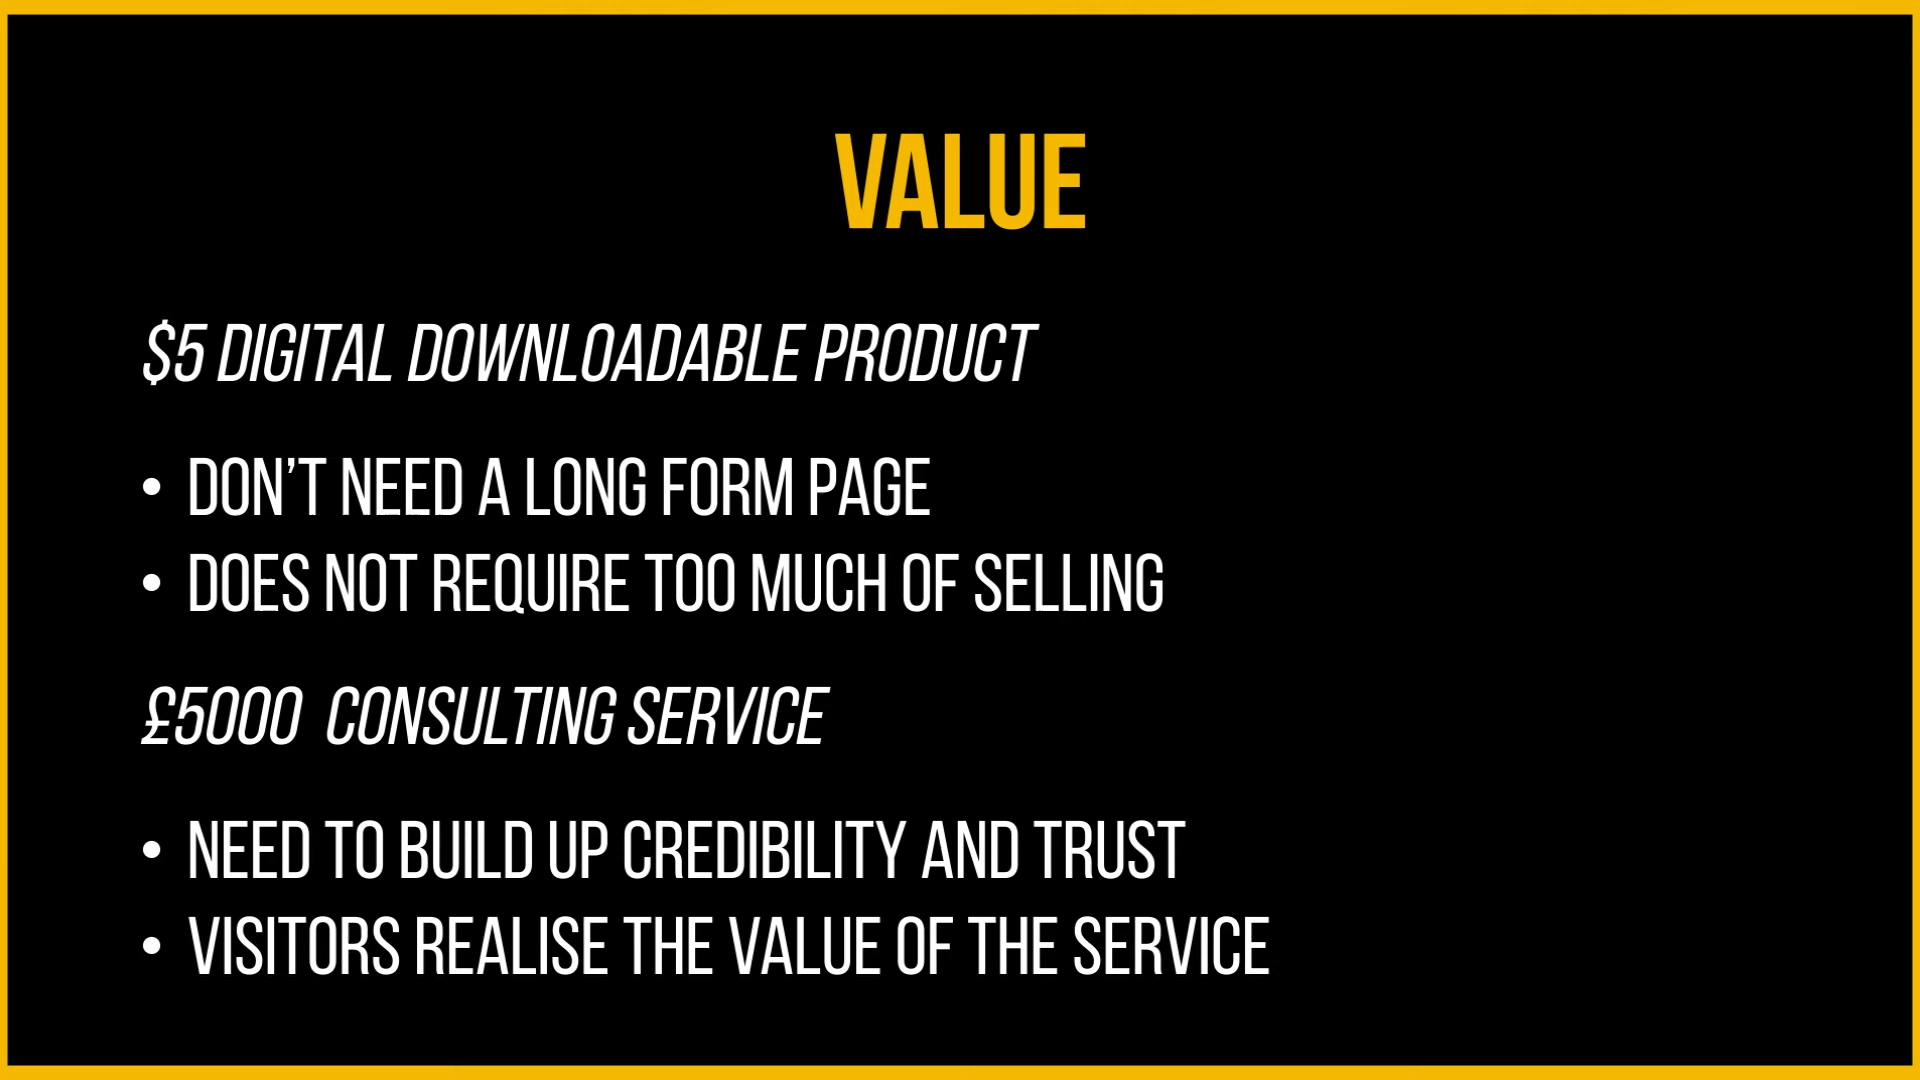 VALUE
$5 DIGITAL DOWNLOADABLE PRODUCT
• DON’T NEED A LONG FORM PAGE
• DOES NOT REQUIRE TOO MUCH OF SELLING
£5000 CONSULTING SERVICE
• NEED TO BUILD UP CREDIBILITY AND TRUST
• VISITORS REALISE THE VALUE OF THE SERVICE